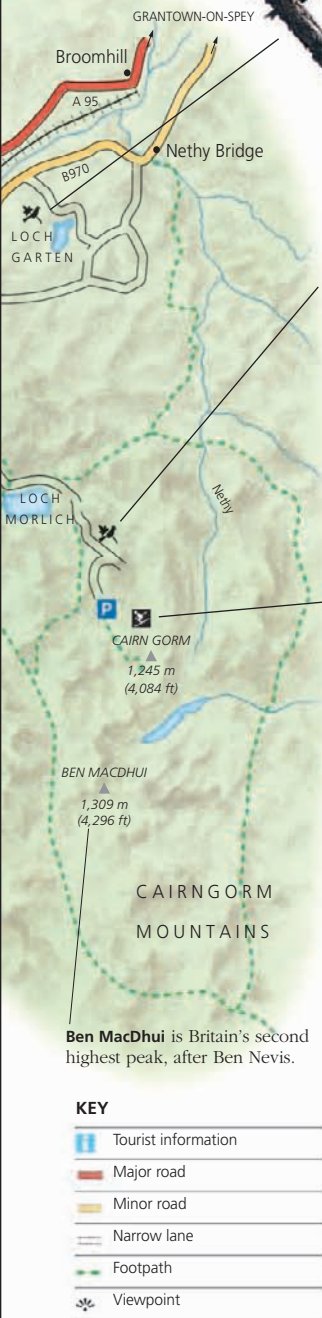 GRANTOWN-ON-SPEY
Broomhill
A 95
Nethy Bridge
B970
LOCH
GARTEN
Nethy
LOCH
MORLICH
P
CAIRN GORM
1,245 m
(4,084 ft)
BEN MACDHUI
1,309 m
(4,296 ft)
CAIRNGORM
MOUNTAINS
Ben MacDhui is Britain's second
highest peak, after Ben Nevis.
KEY
i Tourist information
Major road
Minor road
Narrow lane
Footpath
Viewpoint